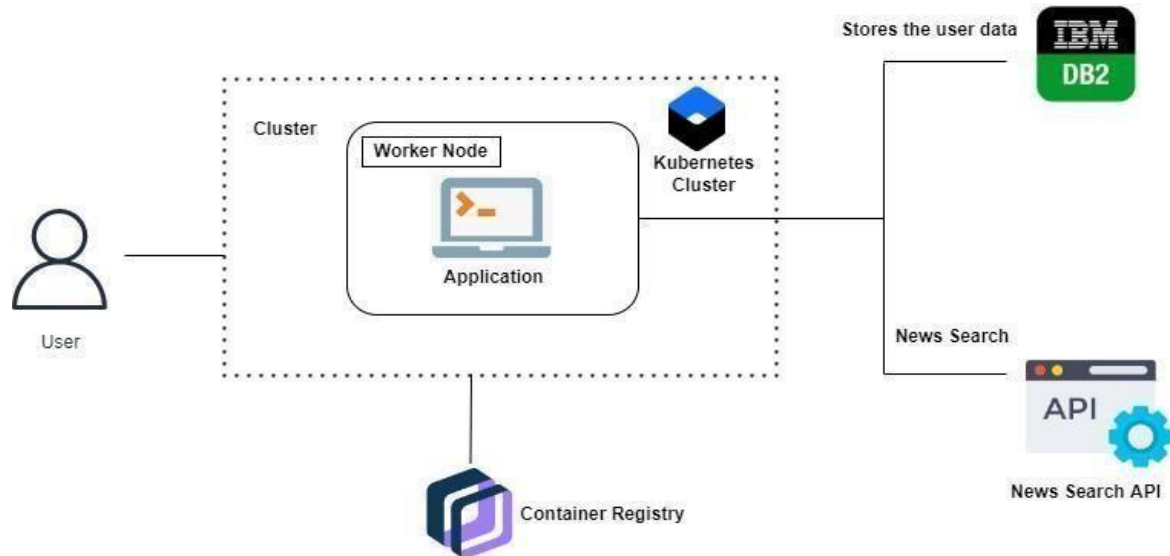 Stores the user data
IBM
DB2
Cluster
Worker Node
Kubernetes
Cluster
Application
User
News Search
API
News Search API
Container Registry